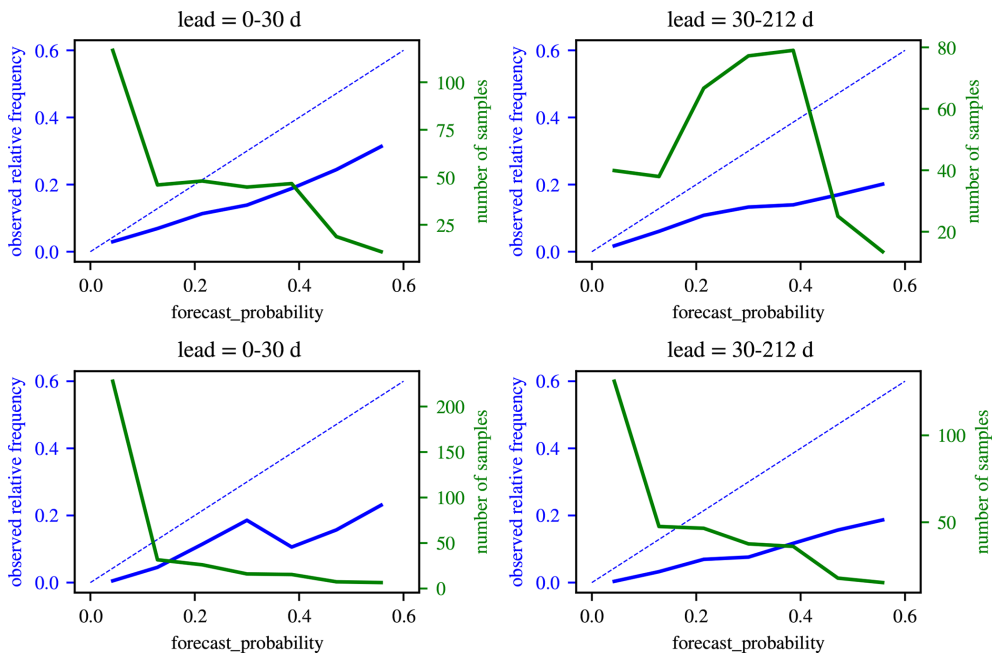 lead = 0-30 d
observed relative frequency
0.6
0.4
0.2
0.0
100
75
50
25
number of samples
0.0 0.2 0.4 0.6
forecast_probability
lead = 30-212 d
observed relative frequency
0.6
0.4
0.2
0.0
80
60
40
20
number of samples
0.0 0.2 0.4 0.6
forecast_probability
lead = 0-30 d
observed relative frequency
0.6
0.4
0.2
0.0
200
150
100
50
0
number of samples
0.0 0.2 0.4 0.6
forecast_probability
lead = 30-212 d
observed relative frequency
0.6
0.4
0.2
0.0
100
50
number of samples
0.0 0.2 0.4 0.6
forecast_probability